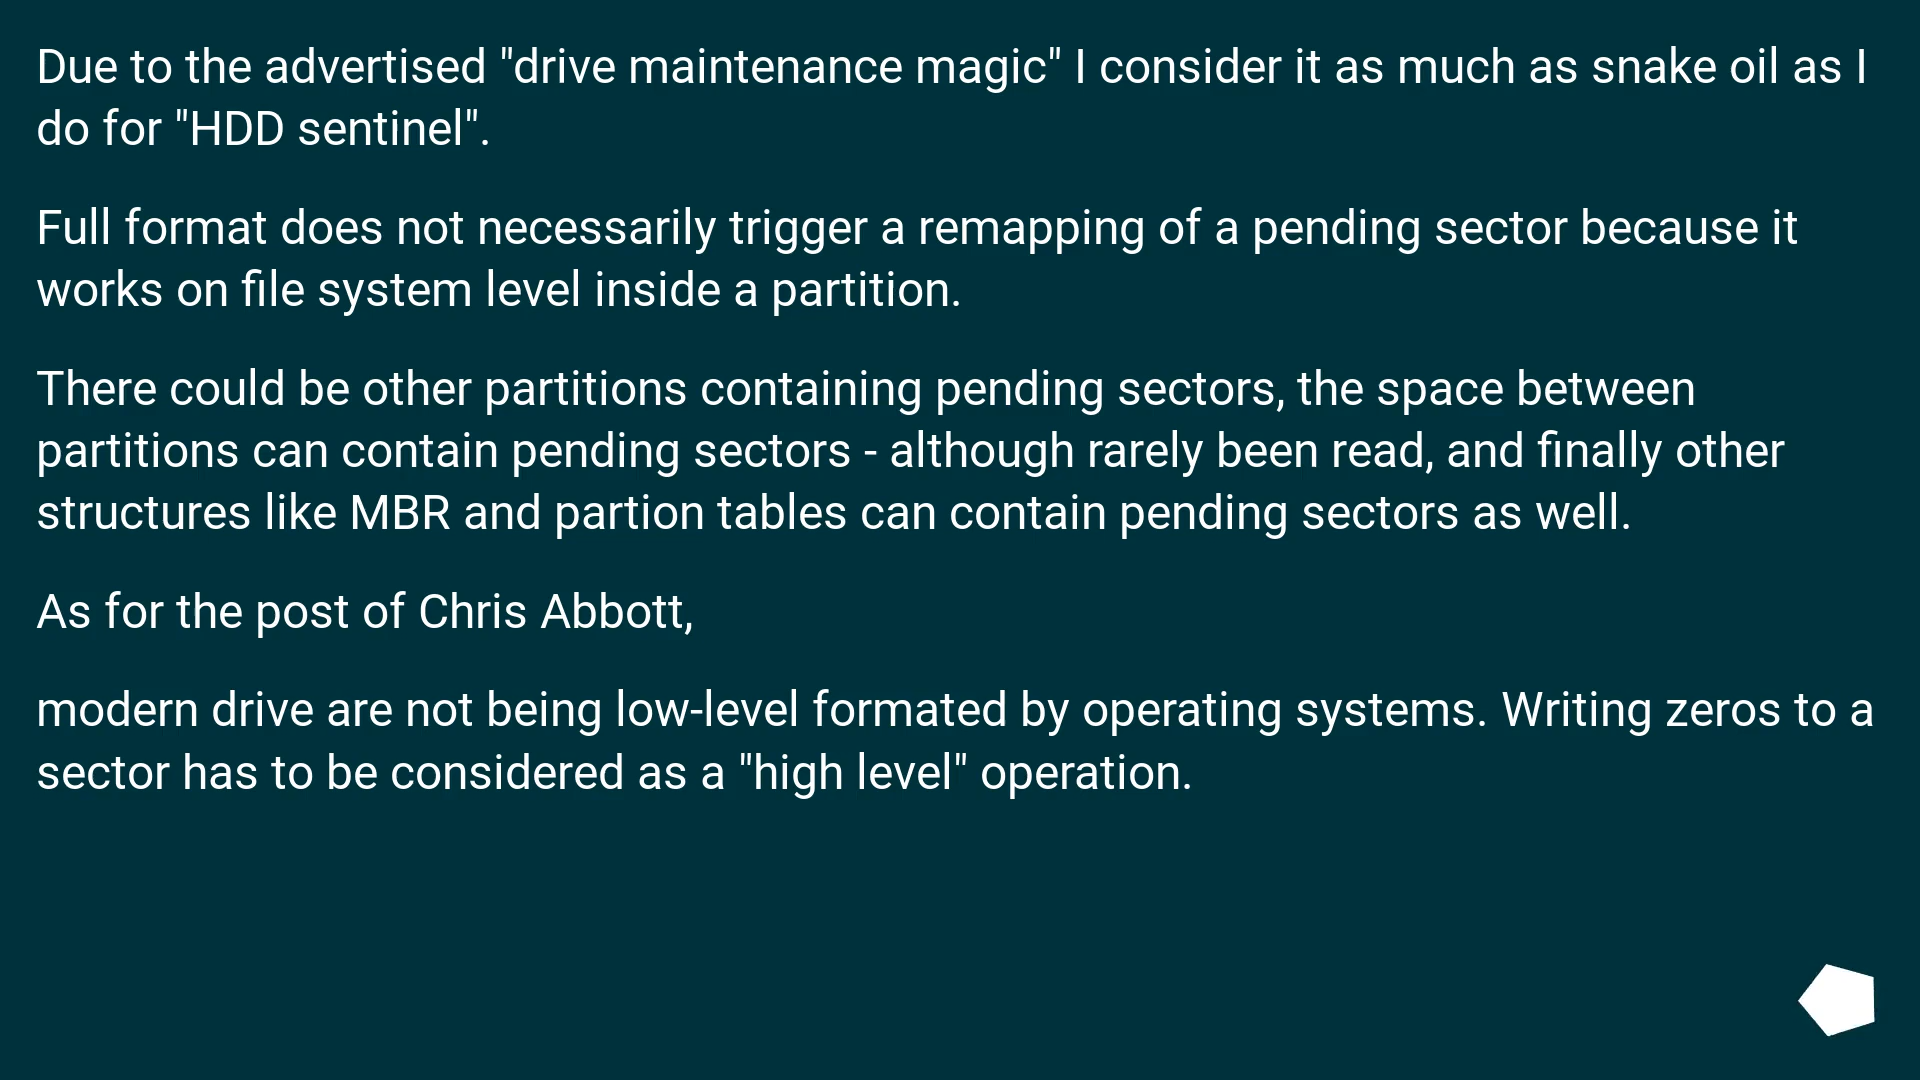 Due to the advertised "drive maintenance magic" I consider it as much as snake oil as I
do for "HDD sentinel".
Full format does not necessarily trigger a remapping of a pending sector because it
works on file system level inside a partition.
There could be other partitions containing pending sectors, the space between
partitions can contain pending sectors - although rarely been read, and finally other
structures like MBR and partion tables can contain pending sectors as well.
As for the post of Chris Abbott,
modern drive are not being low-level formated by operating systems. Writing zeros to a
sector has to be considered as a "high level" operation.